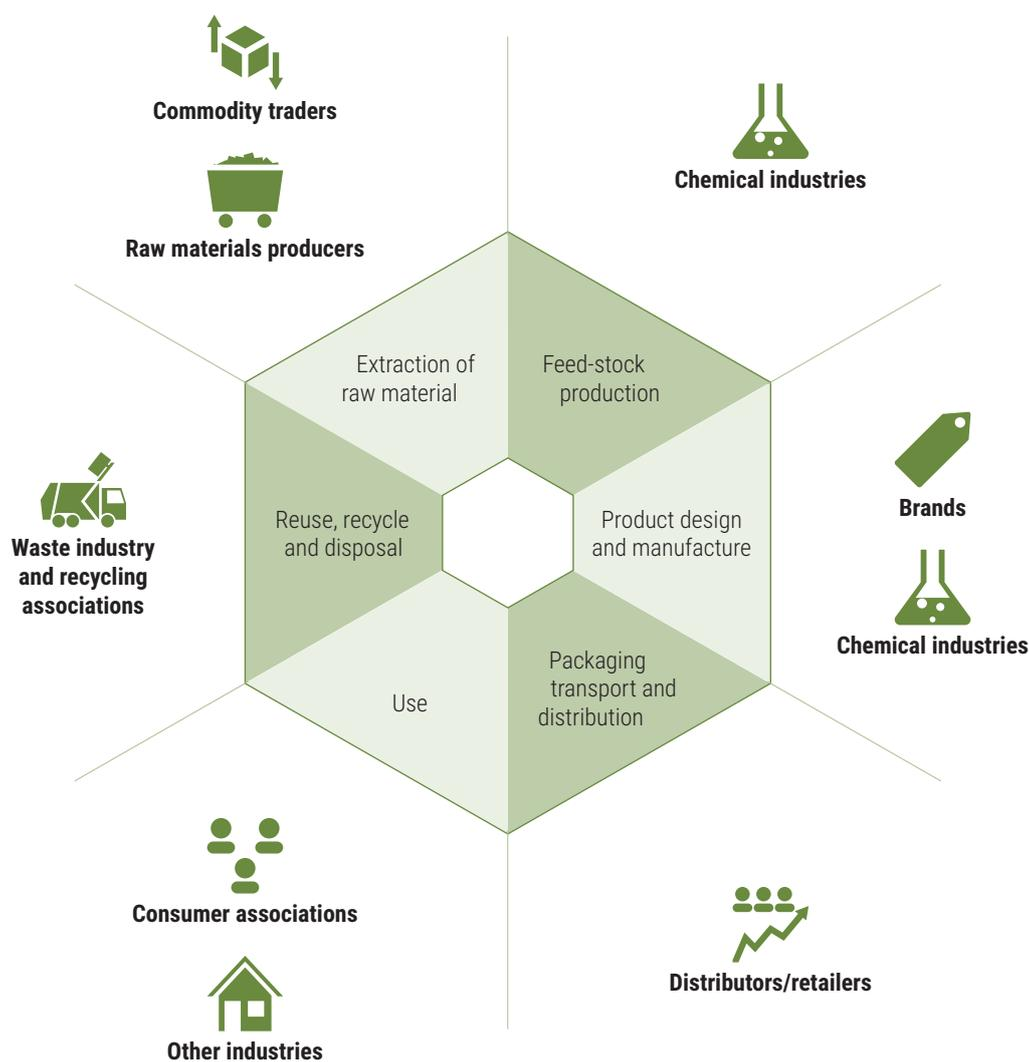 Commodity traders
Raw materials producers
Chemical industries
Extraction of
raw material
Feed-stock
production
Brands
Chemical industries
Product design
and manufacture
Reuse, recycle
and disposal
Waste industry
and recycling
associations
Packaging
transport and
distribution
Use
Consumer associations
Other industries
Distributors/retailers